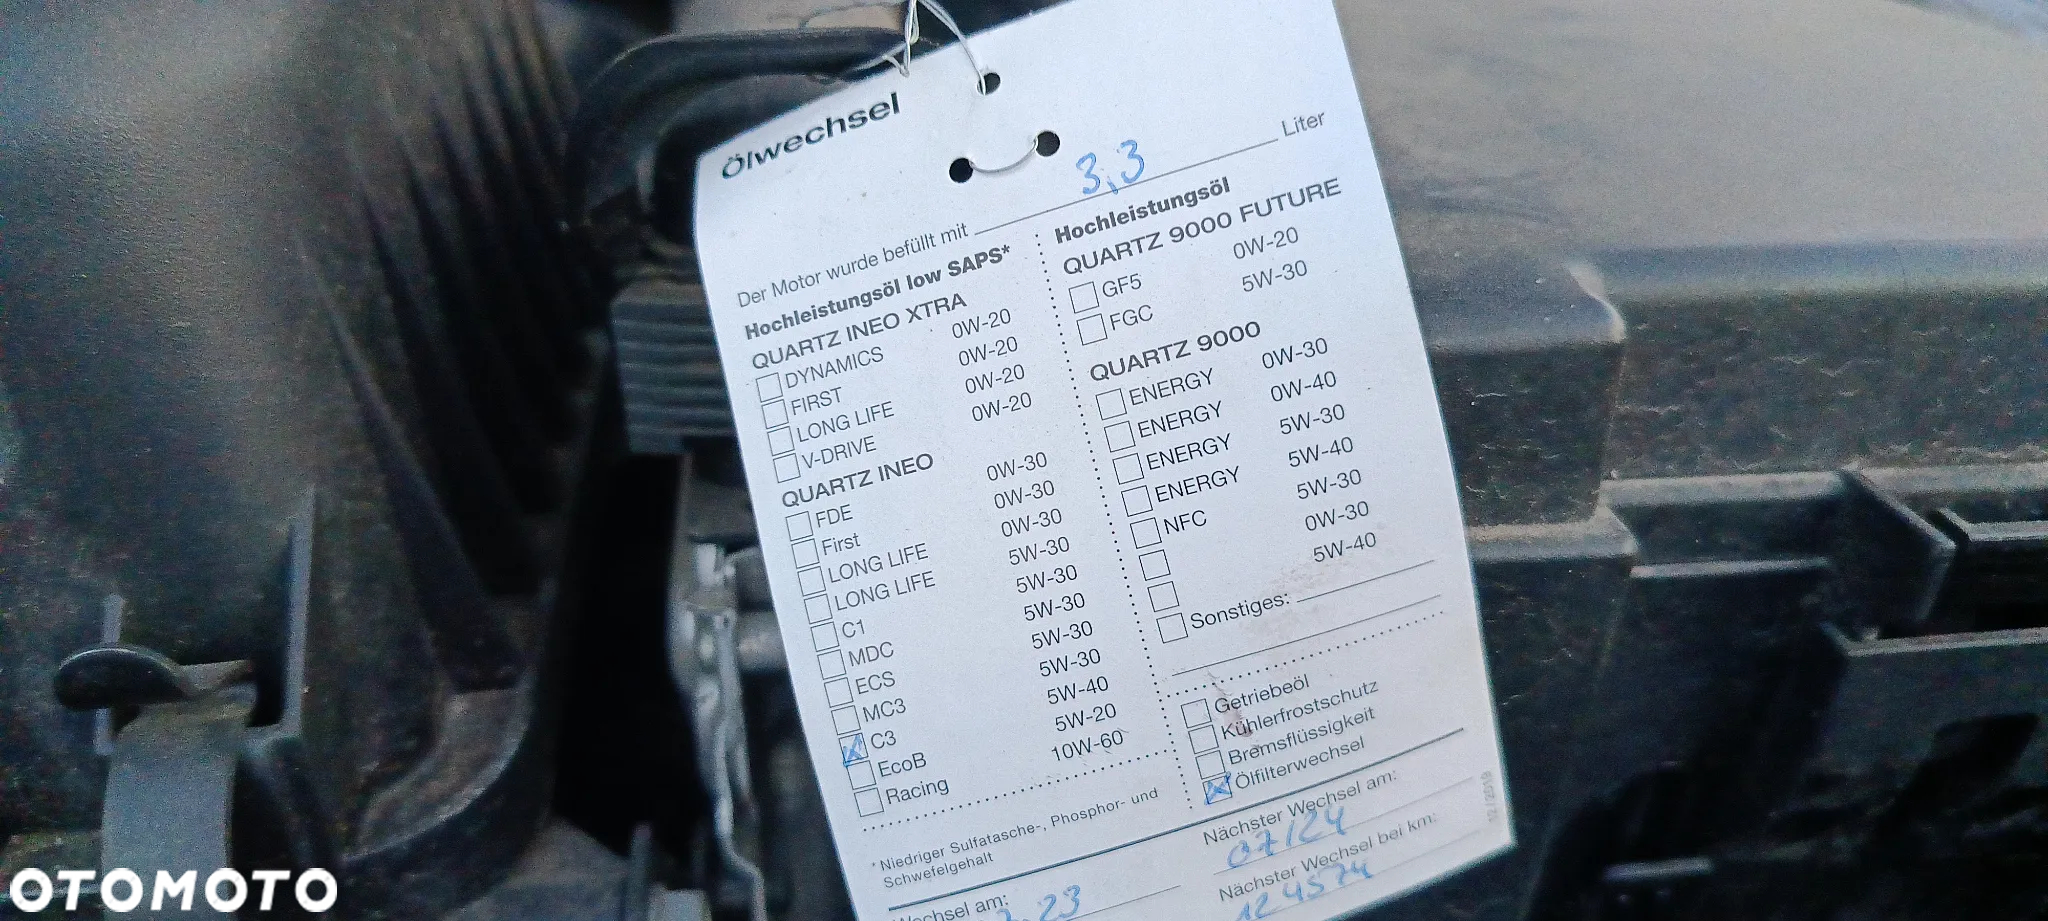 Ölwechsel
Der Motor wurde befüllt mit 3,3 Liter
Hochleistungsöl low SAPS*
QUARTZ INEO XTRA
DYNAMICS 0W-20
FIRST 0W-20
LONG LIFE 0W-20
V-DRIVE 0W-20
QUARTZ INEO
FDE 0W-30
First 0W-30
LONG LIFE 0W-30
LONG LIFE 5W-30
C1 5W-30
MDC 5W-30
ECS 5W-30
MC3 5W-30
C3 5W-40
EcoB 5W-20
Racing 10W-60
*Niedriger Sulfatasche-, Phosphor- und
Schwefelgehalt
Hochleistungsöl
QUARTZ 9000 FUTURE
GF5 0W-20
FGC 5W-30
QUARTZ 9000
ENERGY 0W-30
ENERGY 0W-40
ENERGY 5W-30
ENERGY 5W-40
NFC 5W-30
0W-30
5W-40
Sonstiges:
Getriebeöl
Kühlerfrostschutz
Bremsflüssigkeit
Ölfilterwechsel
Wechsel am:
23
Nächster Wechsel am:
07/24
Nächster Wechsel bei km:
124574
OTOMOTO